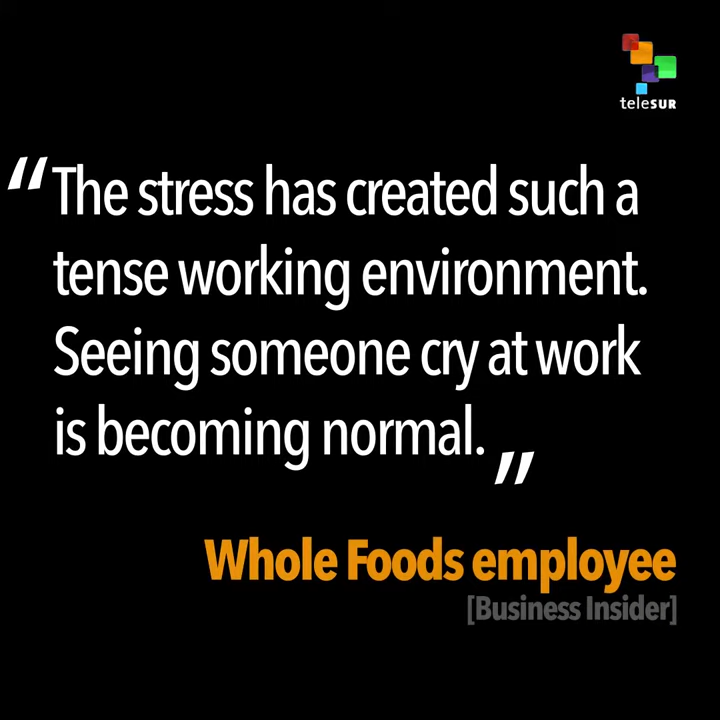 teleSUR
“The stress has created such a
tense working environment.
Seeing someone cry at work
is becoming normal.”
Whole Foods employee
[Business Insider]